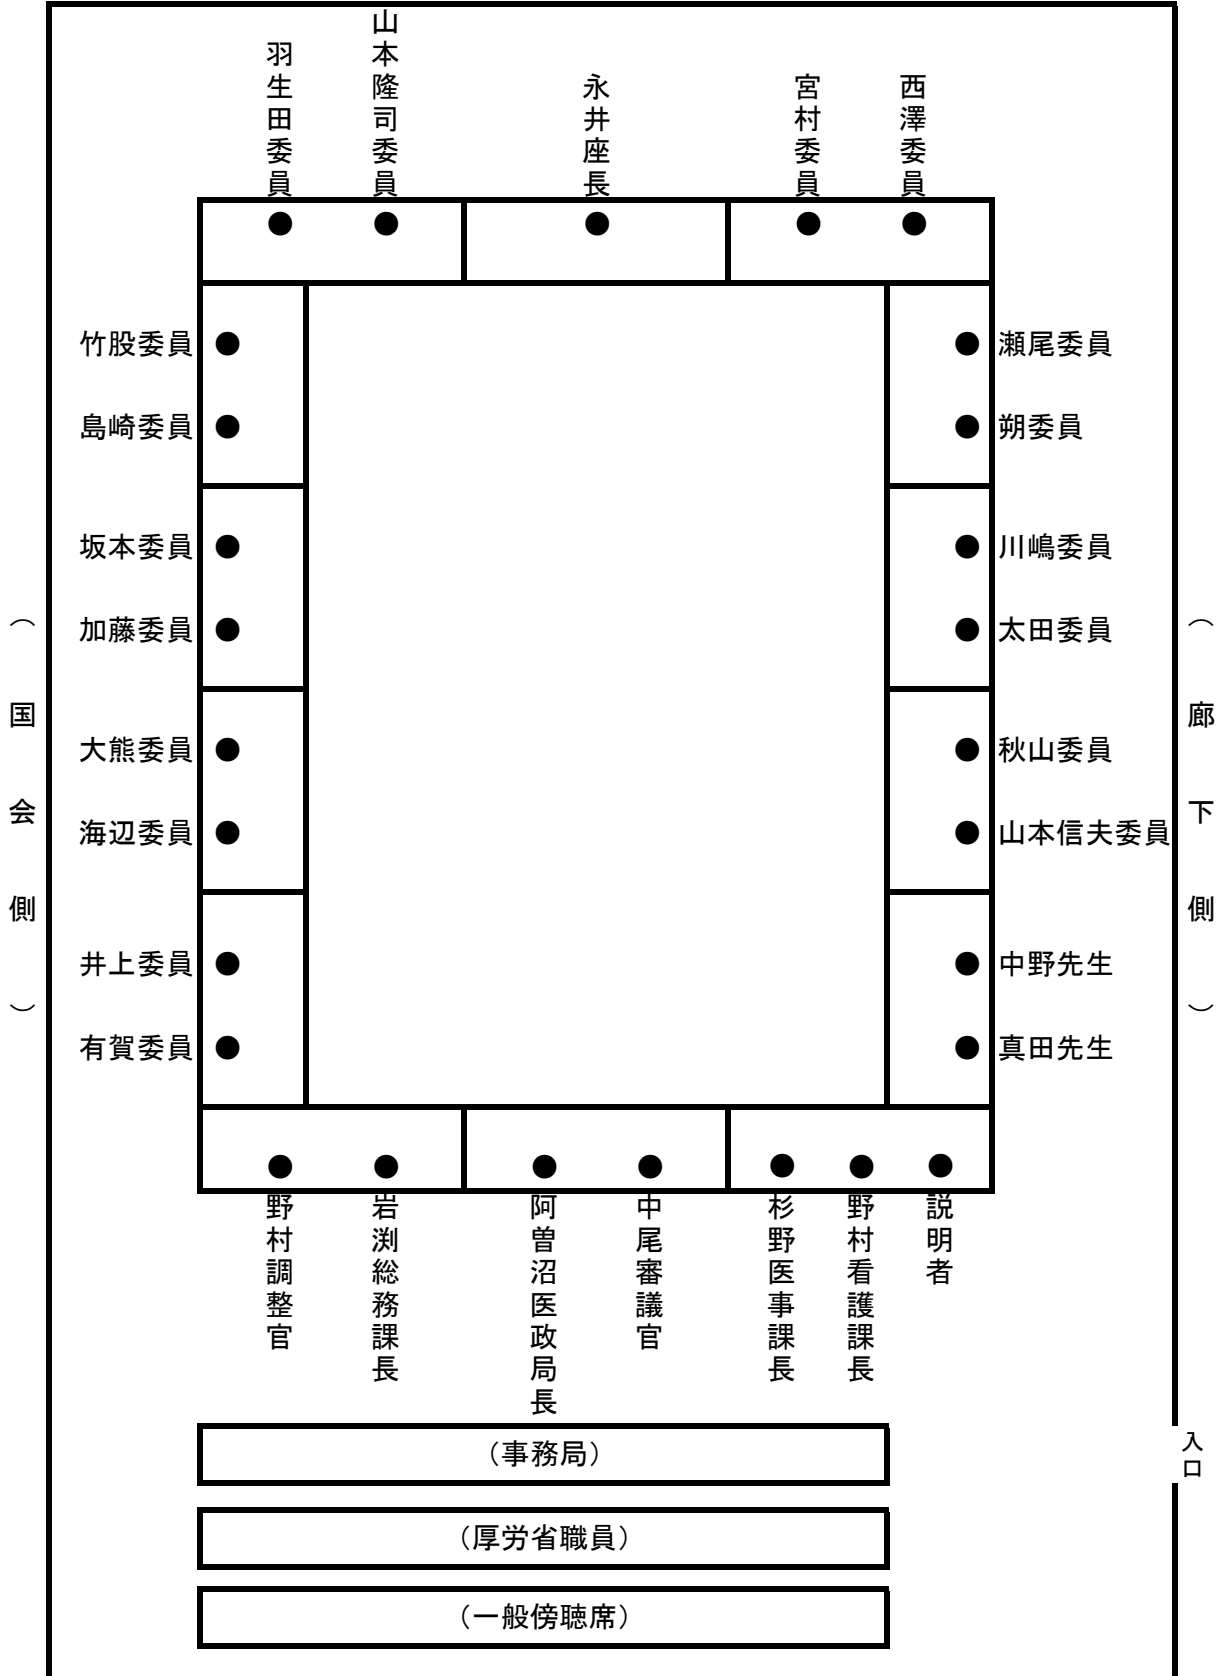 羽生田委員
山本隆司委員
永井座長
宮村委員
西澤委員
竹股委員
瀬尾委員
島崎委員
朔委員
坂本委員
川嶋委員
加藤委員
太田委員
(国会側)
(廊下側)
大熊委員
秋山委員
海辺委員
山本信夫委員
井上委員
中野先生
有賀委員
真田先生
野村調整官
岩渕総務課長
阿曽沼医政局長
中尾審議官
杉野医事課長
野村看護課長
説明者
(事務局)
入口
(厚労省職員)
(一般傍聴席)